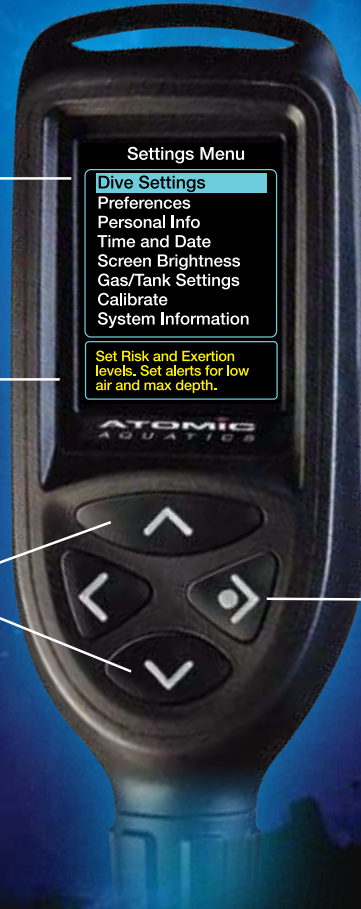 Settings Menu
Dive Settings
Preferences
Personal Info
Time and Date
Screen Brightness
Gas/Tank Settings
Calibrate
System Information
Set Risk and Exertion
levels. Set alerts for low
air and max depth.
ATOMIC
AQUATICS